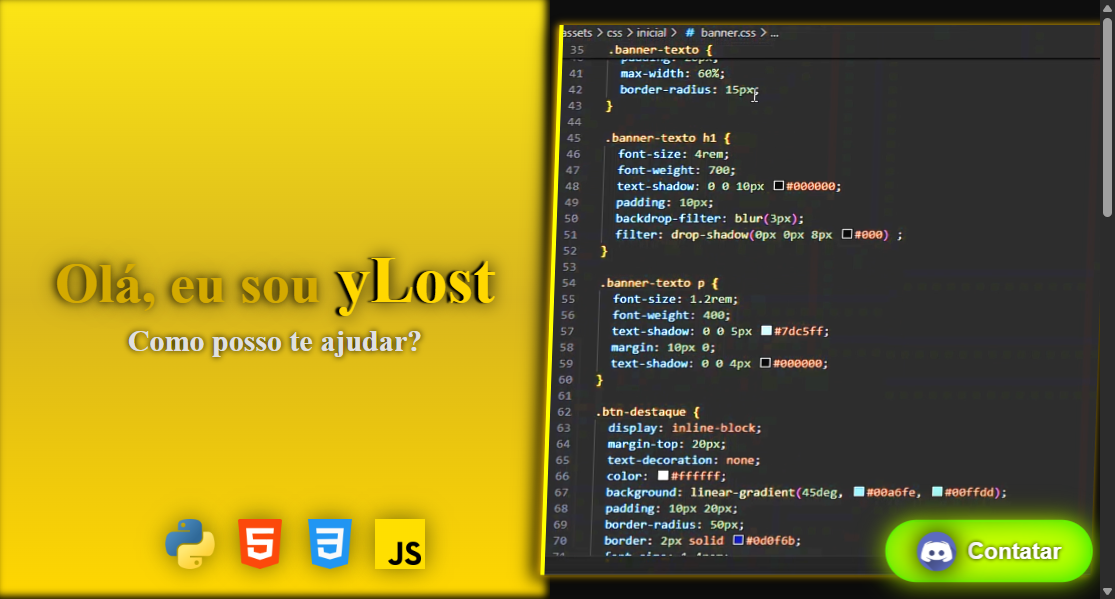 Olá, eu sou yLost
Como posso te ajudar?
5
3
JS
assets > css > inicial > # banner.css > ...
35 .banner-texto {
41 max-width: 60%;
42 border-radius: 15px;
43 }
44
45 .banner-texto h1 {
46 font-size: 4rem;
47 font-weight: 700;
48 text-shadow: 0 0 10px #000000;
49 padding: 10px;
50 backdrop-filter: blur(3px);
51 filter: drop-shadow(0px 0px 8px #000) ;
52 }
53
54 .banner-texto p {
55 font-size: 1.2rem;
56 font-weight: 400;
57 text-shadow: 0 0 5px #7dc5ff;
58 margin: 10px 0;
59 text-shadow: 0 0 4px #000000;
60 }
61
62 .btn-destaque {
63 display: inline-block;
64 margin-top: 20px;
65 text-decoration: none;
66 color: #ffffff;
67 background: linear-gradient(45deg, #00a6fe, #00ffdd);
68 padding: 10px 20px;
69 border-radius: 50px;
70 border: 2px solid #0d0f6b;
Contatar